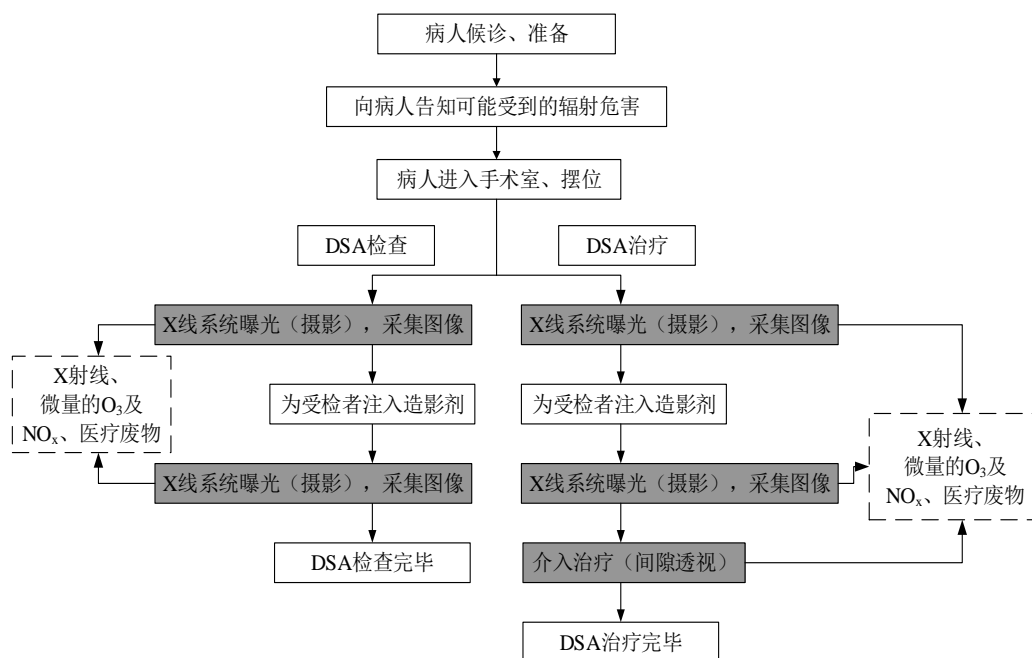 病人候诊、准备
向病人告知可能受到的辐射危害
病人进入手术室、摆位
DSA检查
DSA治疗
X线系统曝光（摄影），采集图像
X线系统曝光（摄影），采集图像
X射线、
微量的O₃及
NOₓ、医疗废物
为受检者注入造影剂
为受检者注入造影剂
X射线、
微量的O₃及
NOₓ、医疗废物
X线系统曝光（摄影），采集图像
X线系统曝光（摄影），采集图像
DSA检查完毕
介入治疗（间隙透视）
DSA治疗完毕